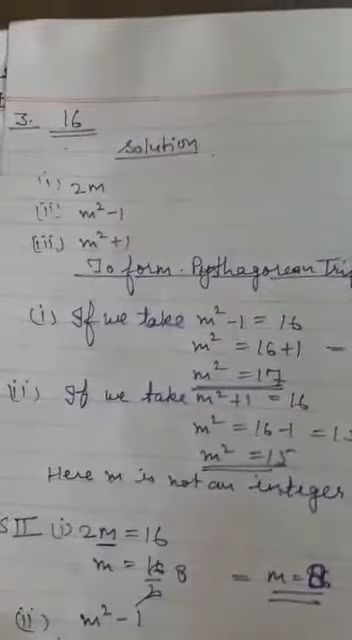 3. 16
Solution
(i) 2m
(ii) m²-1
(iii) m²+1
To form Pythagorean
(i) If we take m²-1 = 16
m² = 16+1 -
m² = 17
(ii) If we take m²+1 = 16
m² = 16-1 =
m² = 15
Here m is not an integer
(i) 2m = 16
m = 16/2 8 = m = 8
(ii) m²-1